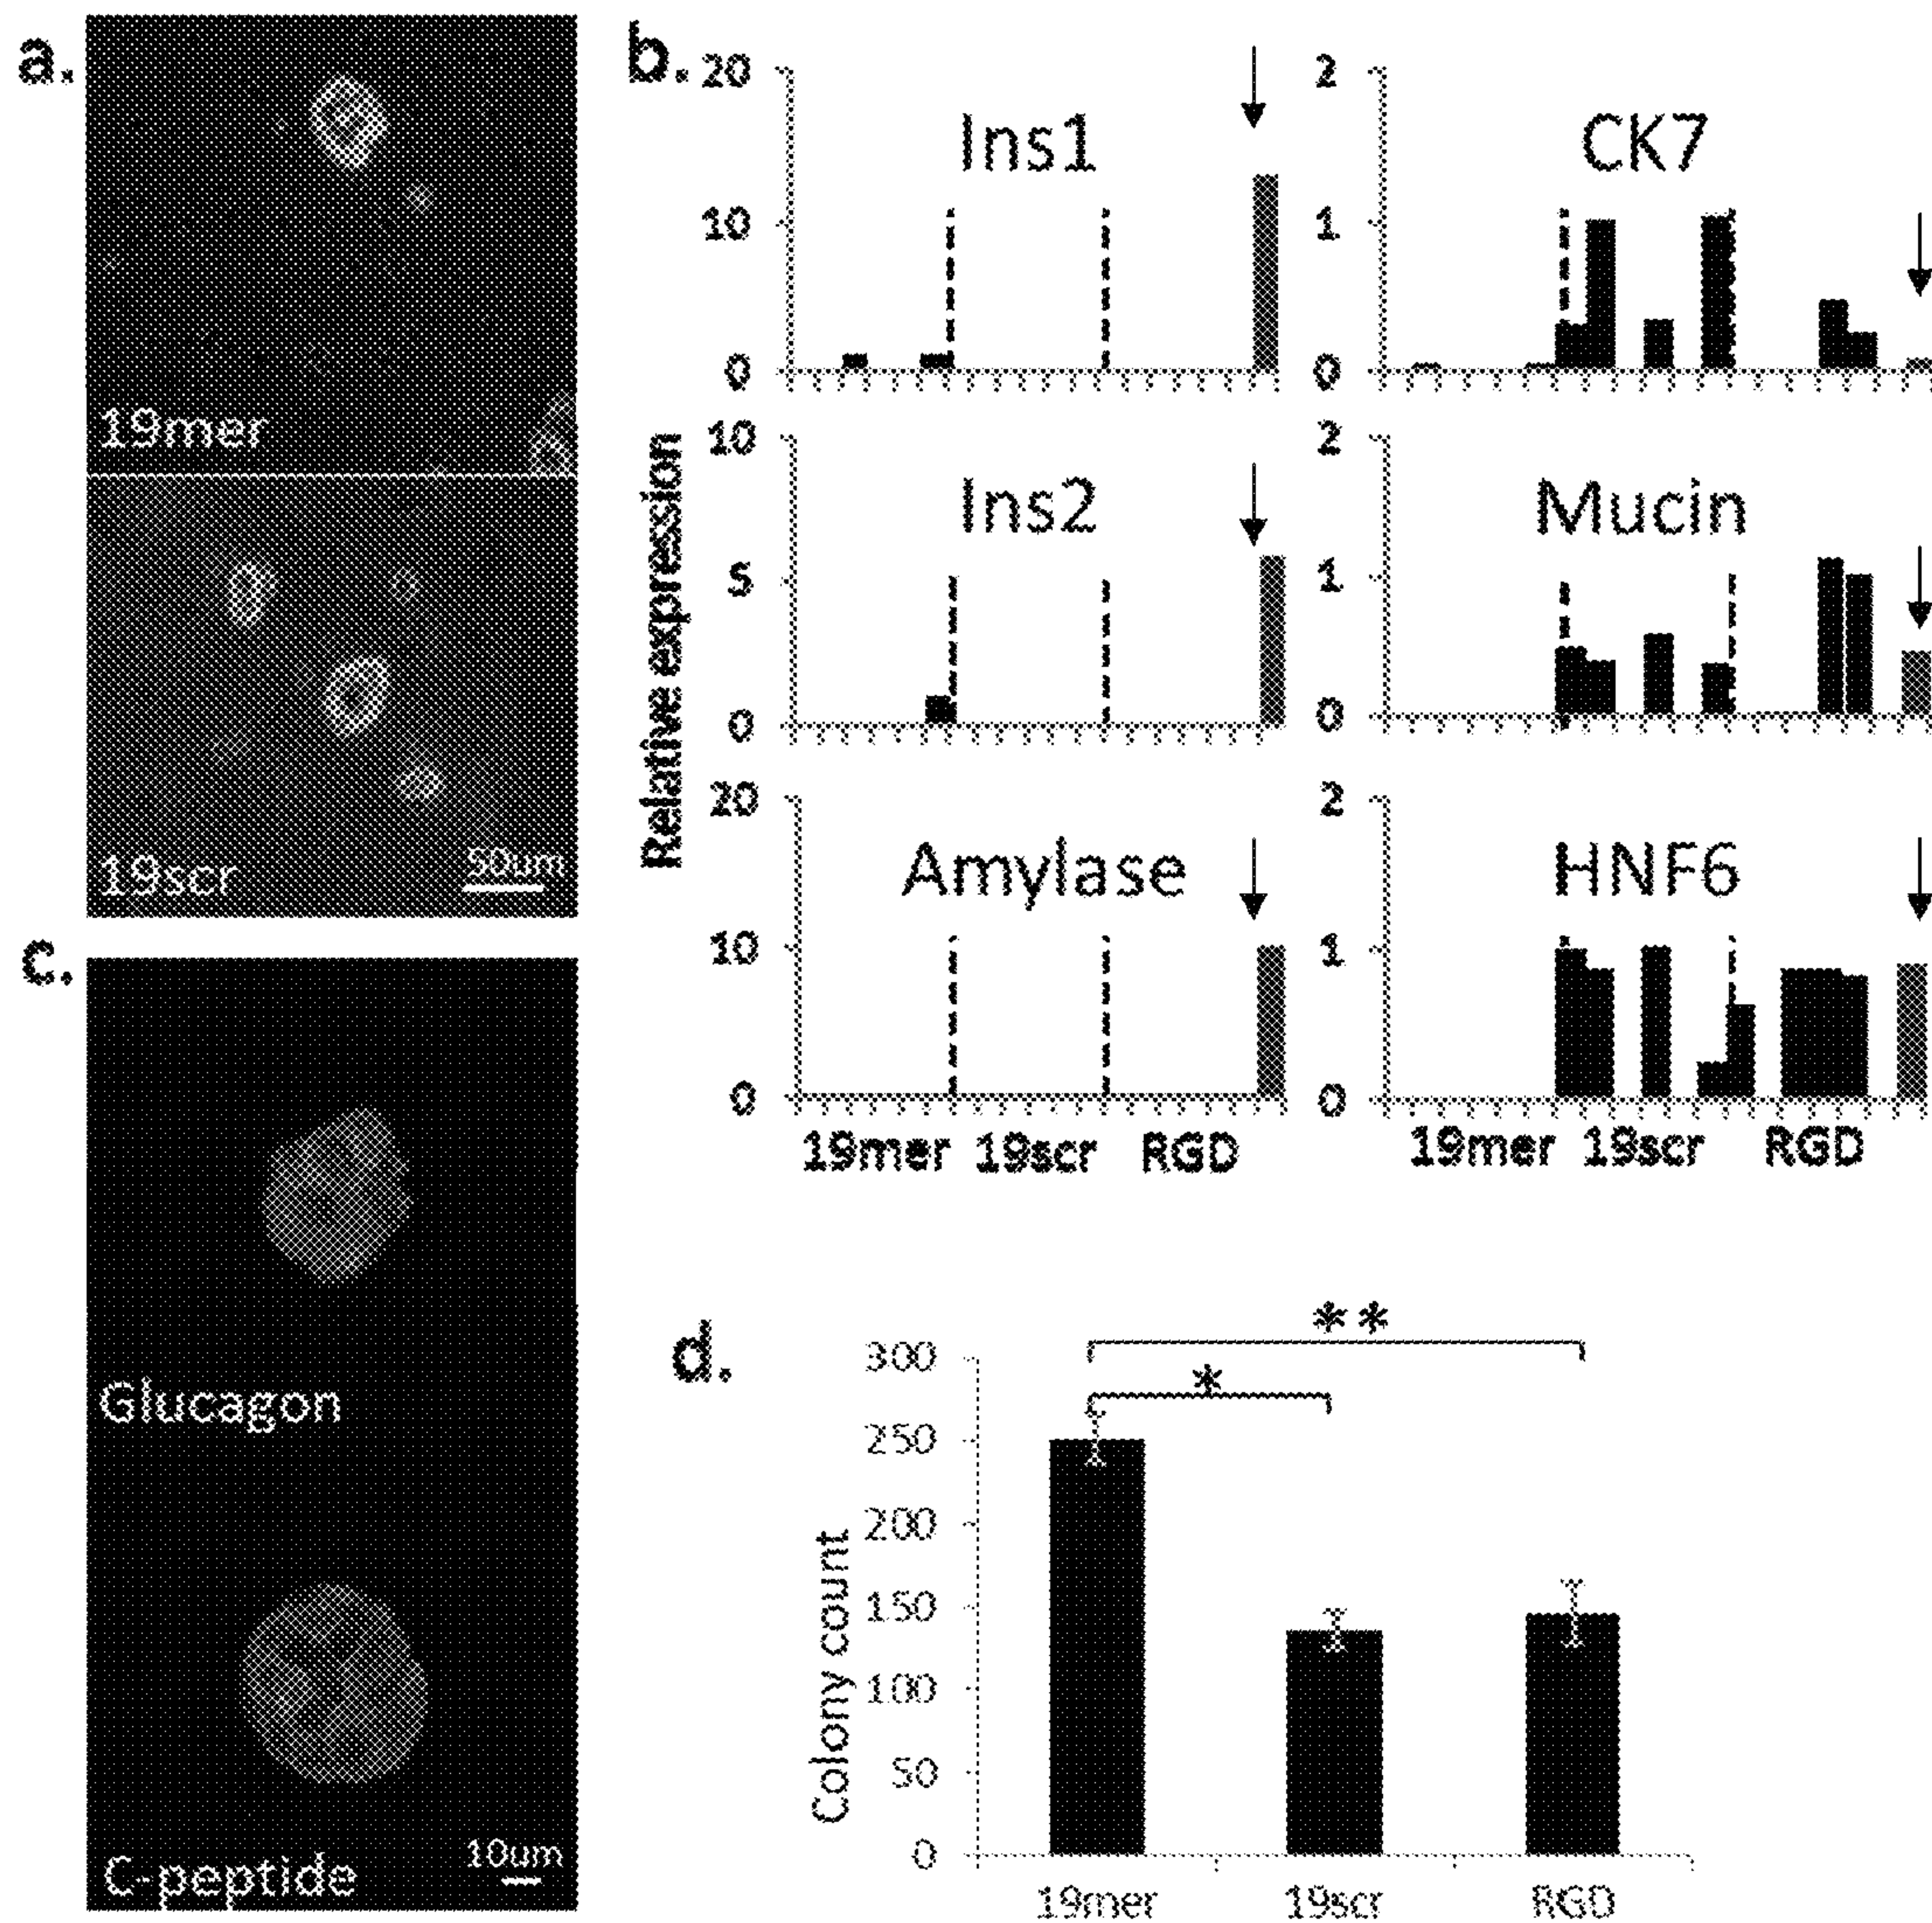 a.
19mer
19scr
50um
b.
Relative expression
20
10
0
Ins1
2
1
0
CK7
10
5
0
Ins2
2
1
0
Mucin
20
10
0
Amylase
2
1
0
HNF6
19mer 19scr RGD
19mer 19scr RGD
c.
Glucagon
C-peptide
10um
d.
**
*
Colony count
300
250
200
150
100
50
0
19mer 19scr RGD